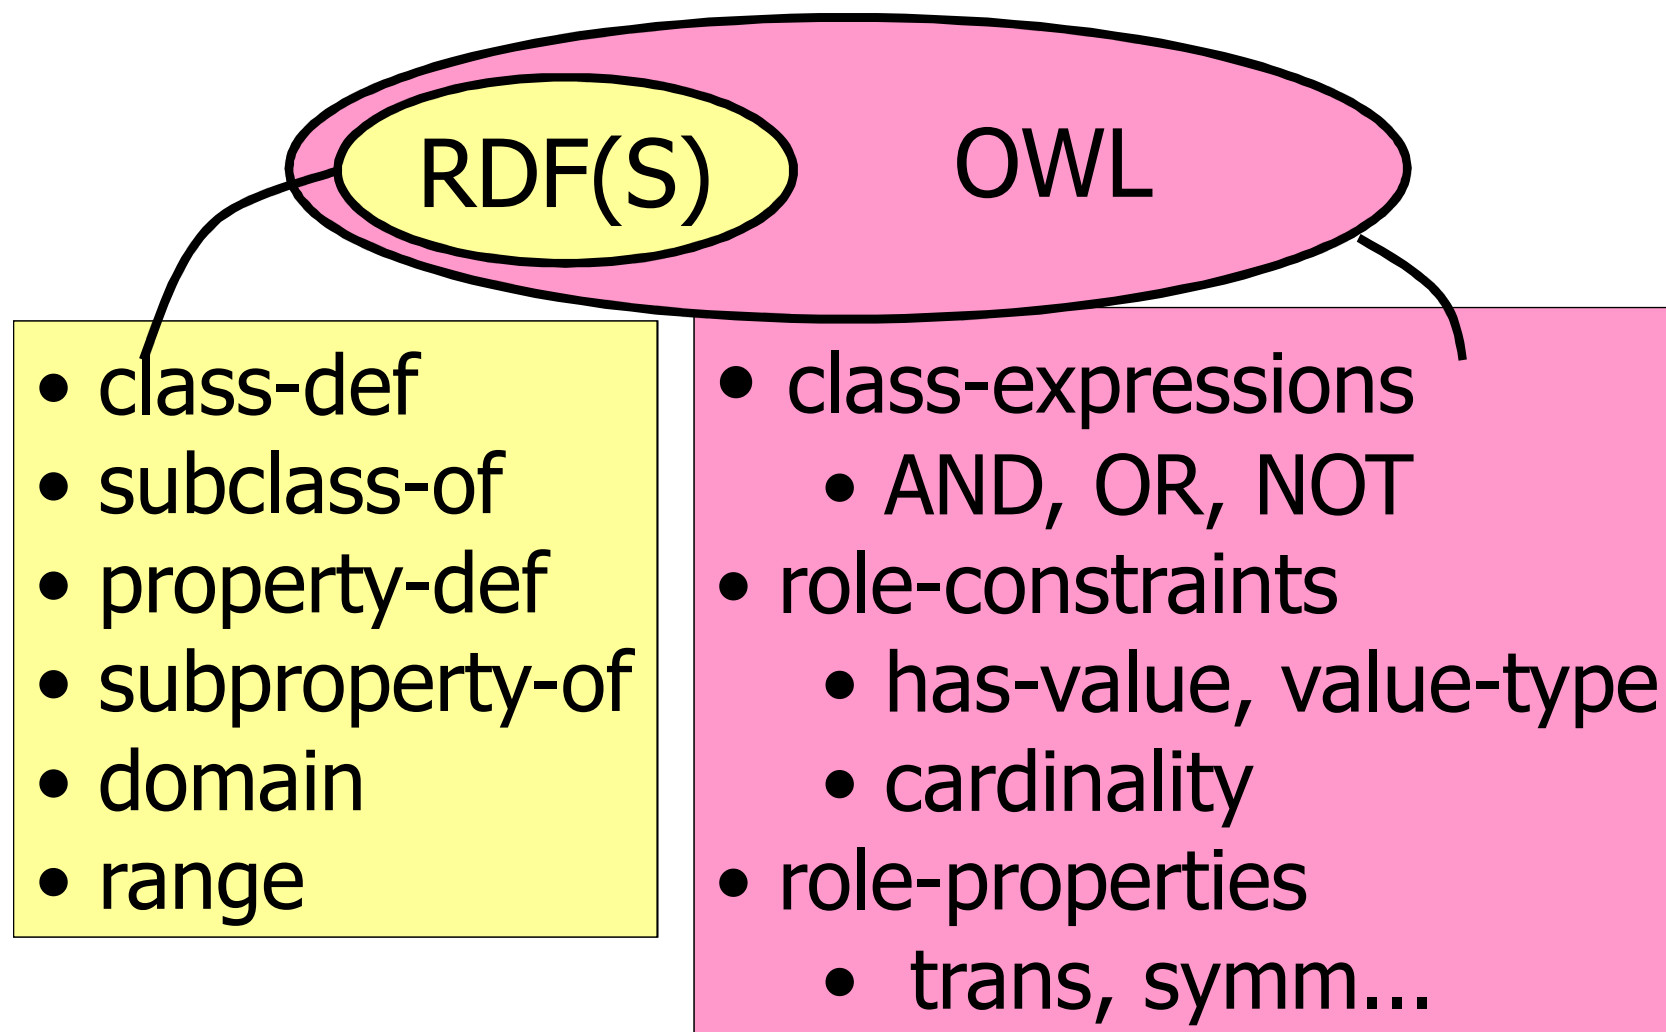 RDF(S)
OWL
• class-def
• subclass-of
• property-def
• subproperty-of
• domain
• range
• class-expressions
• AND, OR, NOT
• role-constraints
• has-value, value-type
• cardinality
• role-properties
• trans, symm...